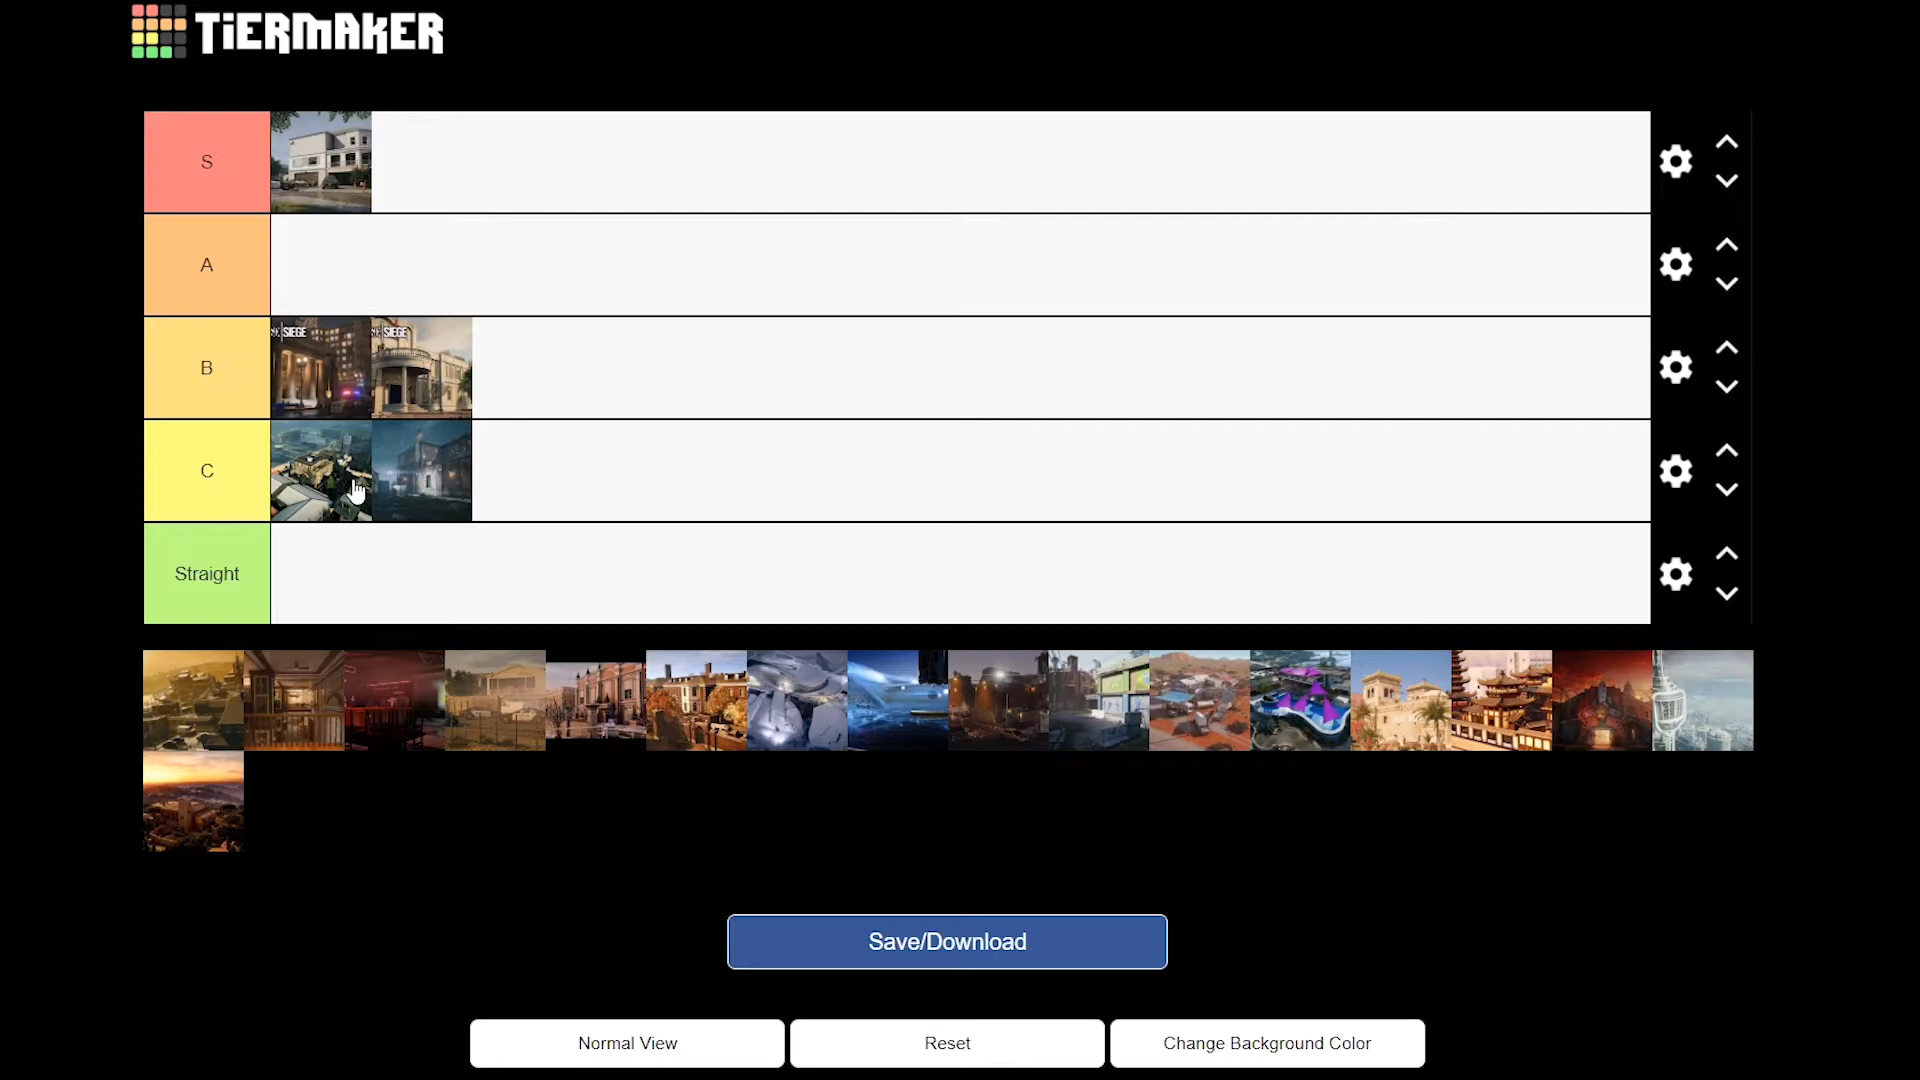 TIERMAKER
S
A
B
SIEGE
SIEGE
C
Straight
Save/Download
Normal View
Reset
Change Background Color